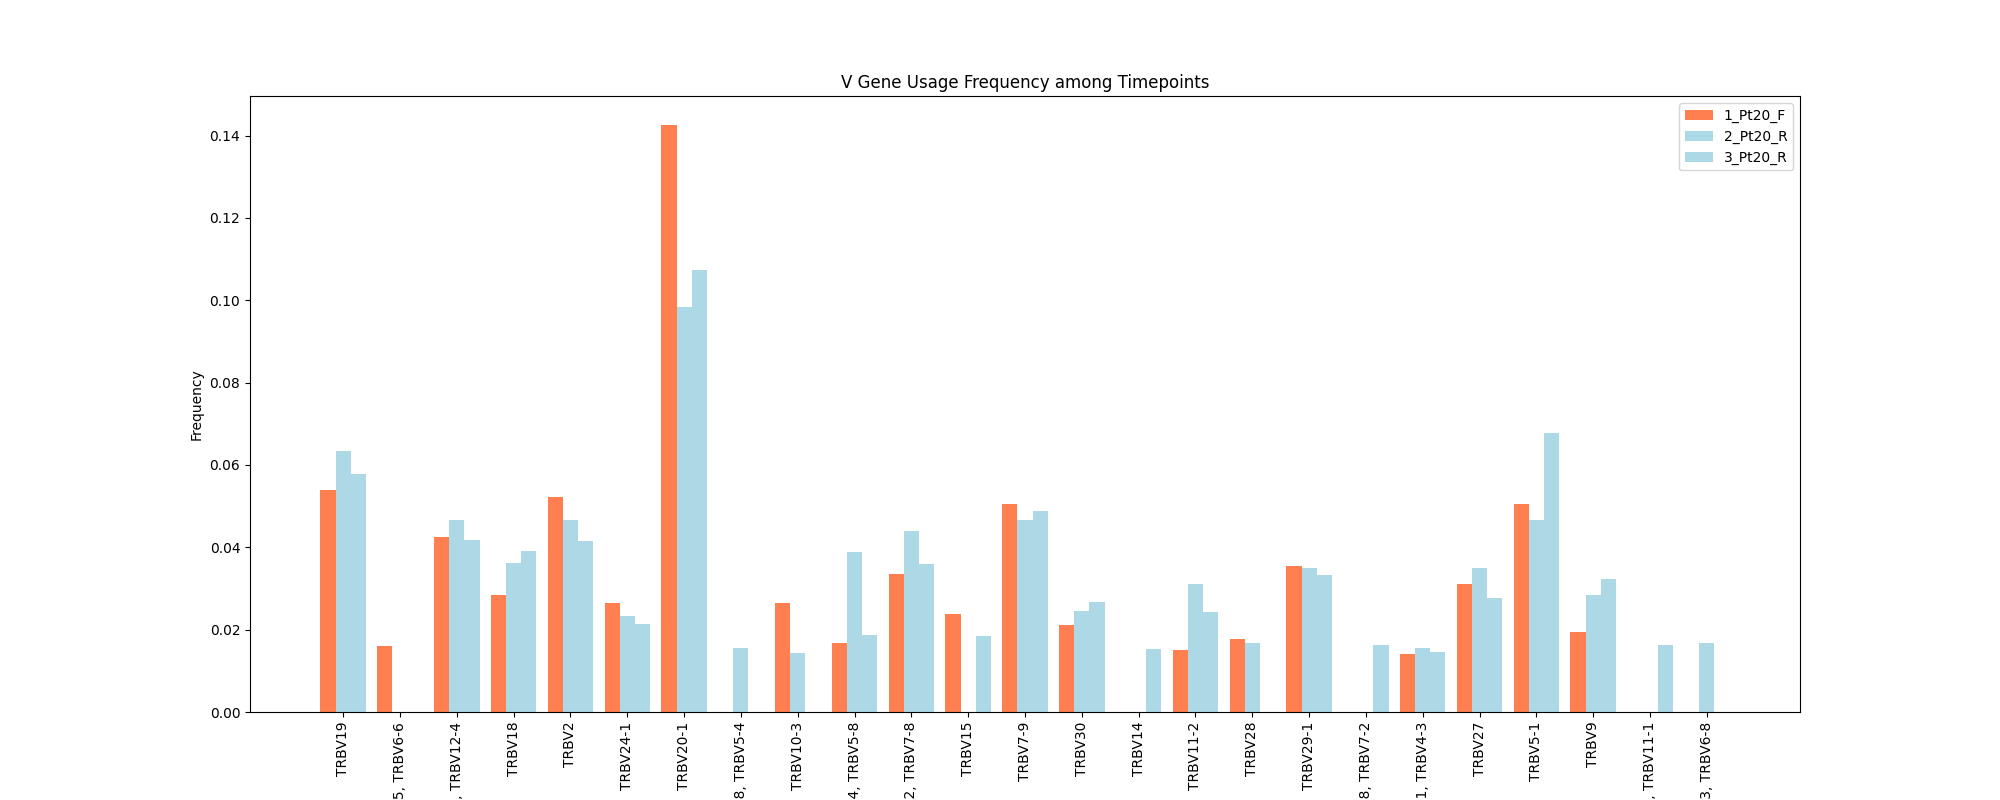 V Gene Usage Frequency among Timepoints
1_Pt20_F
2_Pt20_R
3_Pt20_R
Frequency
0.14
0.12
0.10
0.08
0.06
0.04
0.02
0.00
TRBV19
5, TRBV6-6
, TRBV12-4
TRBV18
TRBV2
TRBV24-1
TRBV20-1
8, TRBV5-4
TRBV10-3
4, TRBV5-8
2, TRBV7-8
TRBV15
TRBV7-9
TRBV30
TRBV14
TRBV11-2
TRBV28
TRBV29-1
8, TRBV7-2
1, TRBV4-3
TRBV27
TRBV5-1
TRBV9
, TRBV11-1
3, TRBV6-8